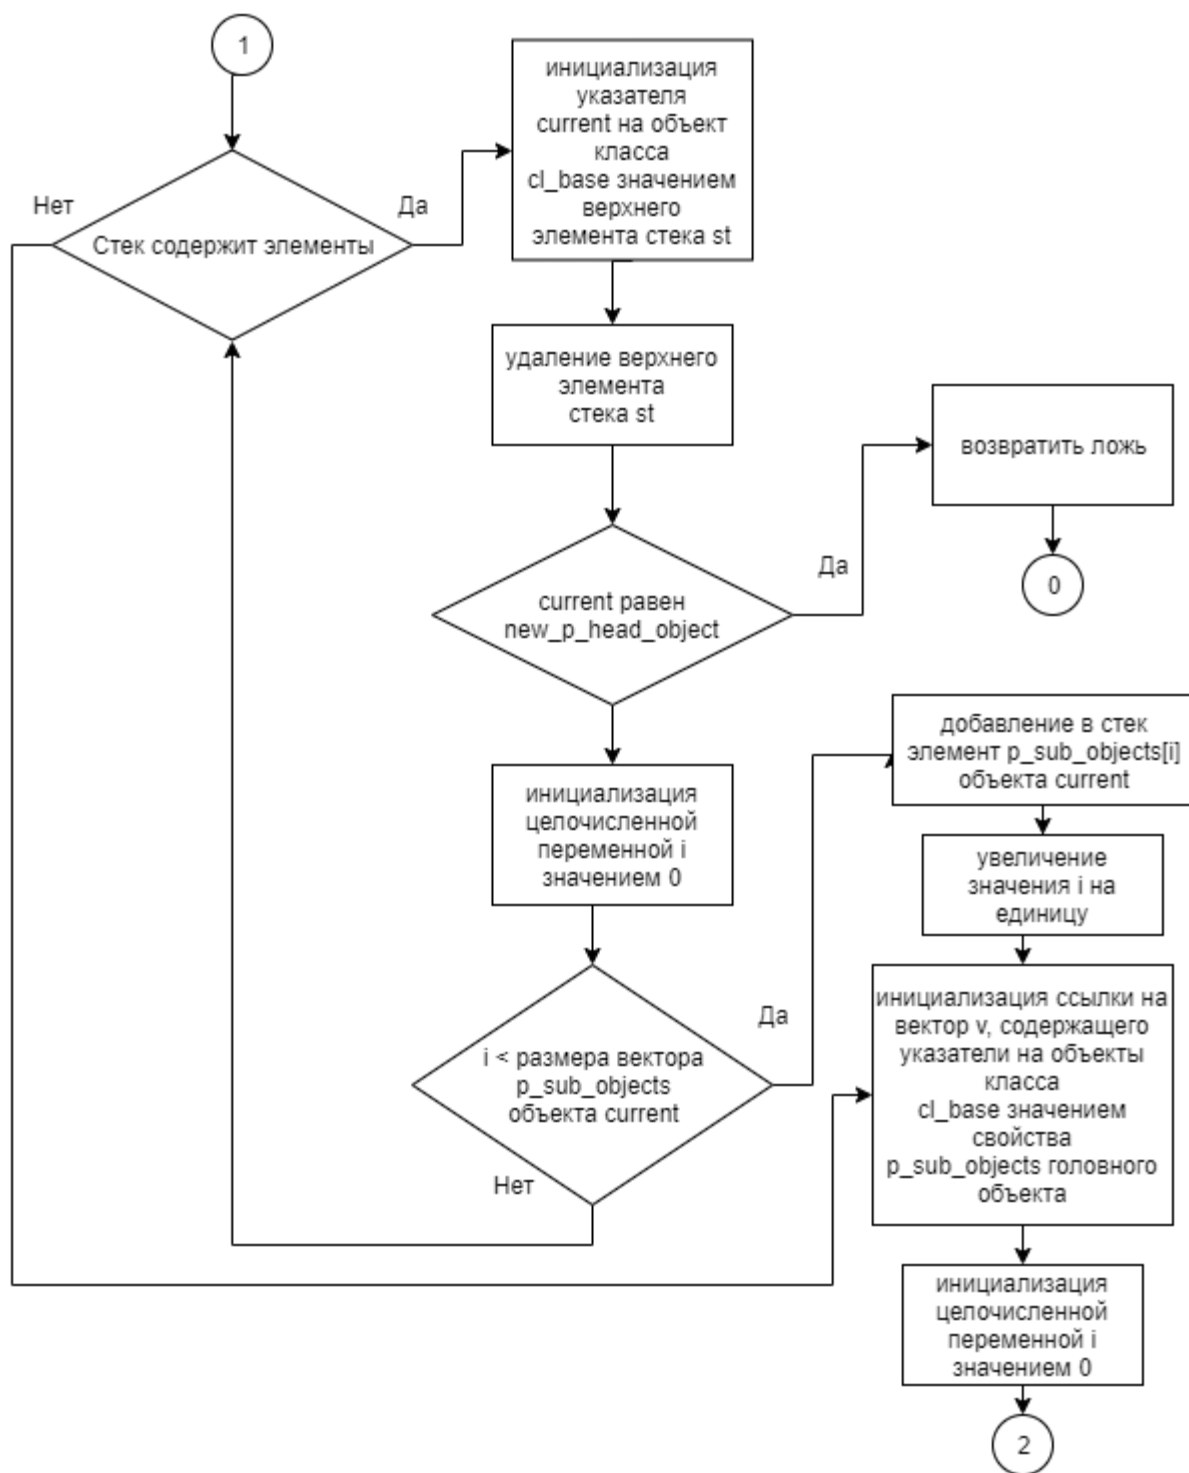 1
Нет
Стек содержит элементы
Да
инициализация
указателя
current на объект
класса
cl_base значением
верхнего
элемента стека st
удаление верхнего
элемента
стека st
current равен
new_p_head_object
Да
возвратить ложь
0
инициализация
целочисленной
переменной i
значением 0
i < размера вектора
p_sub_objects
объекта current
Нет
Да
добавление в стек
элемент p_sub_objects[i]
объекта current
увеличение
значения i на
единицу
инициализация ссылки на
вектор v, содержащего
указатели на объекты
класса
cl_base значением
свойства
p_sub_objects головного
объекта
инициализация
целочисленной
переменной i
значением 0
2